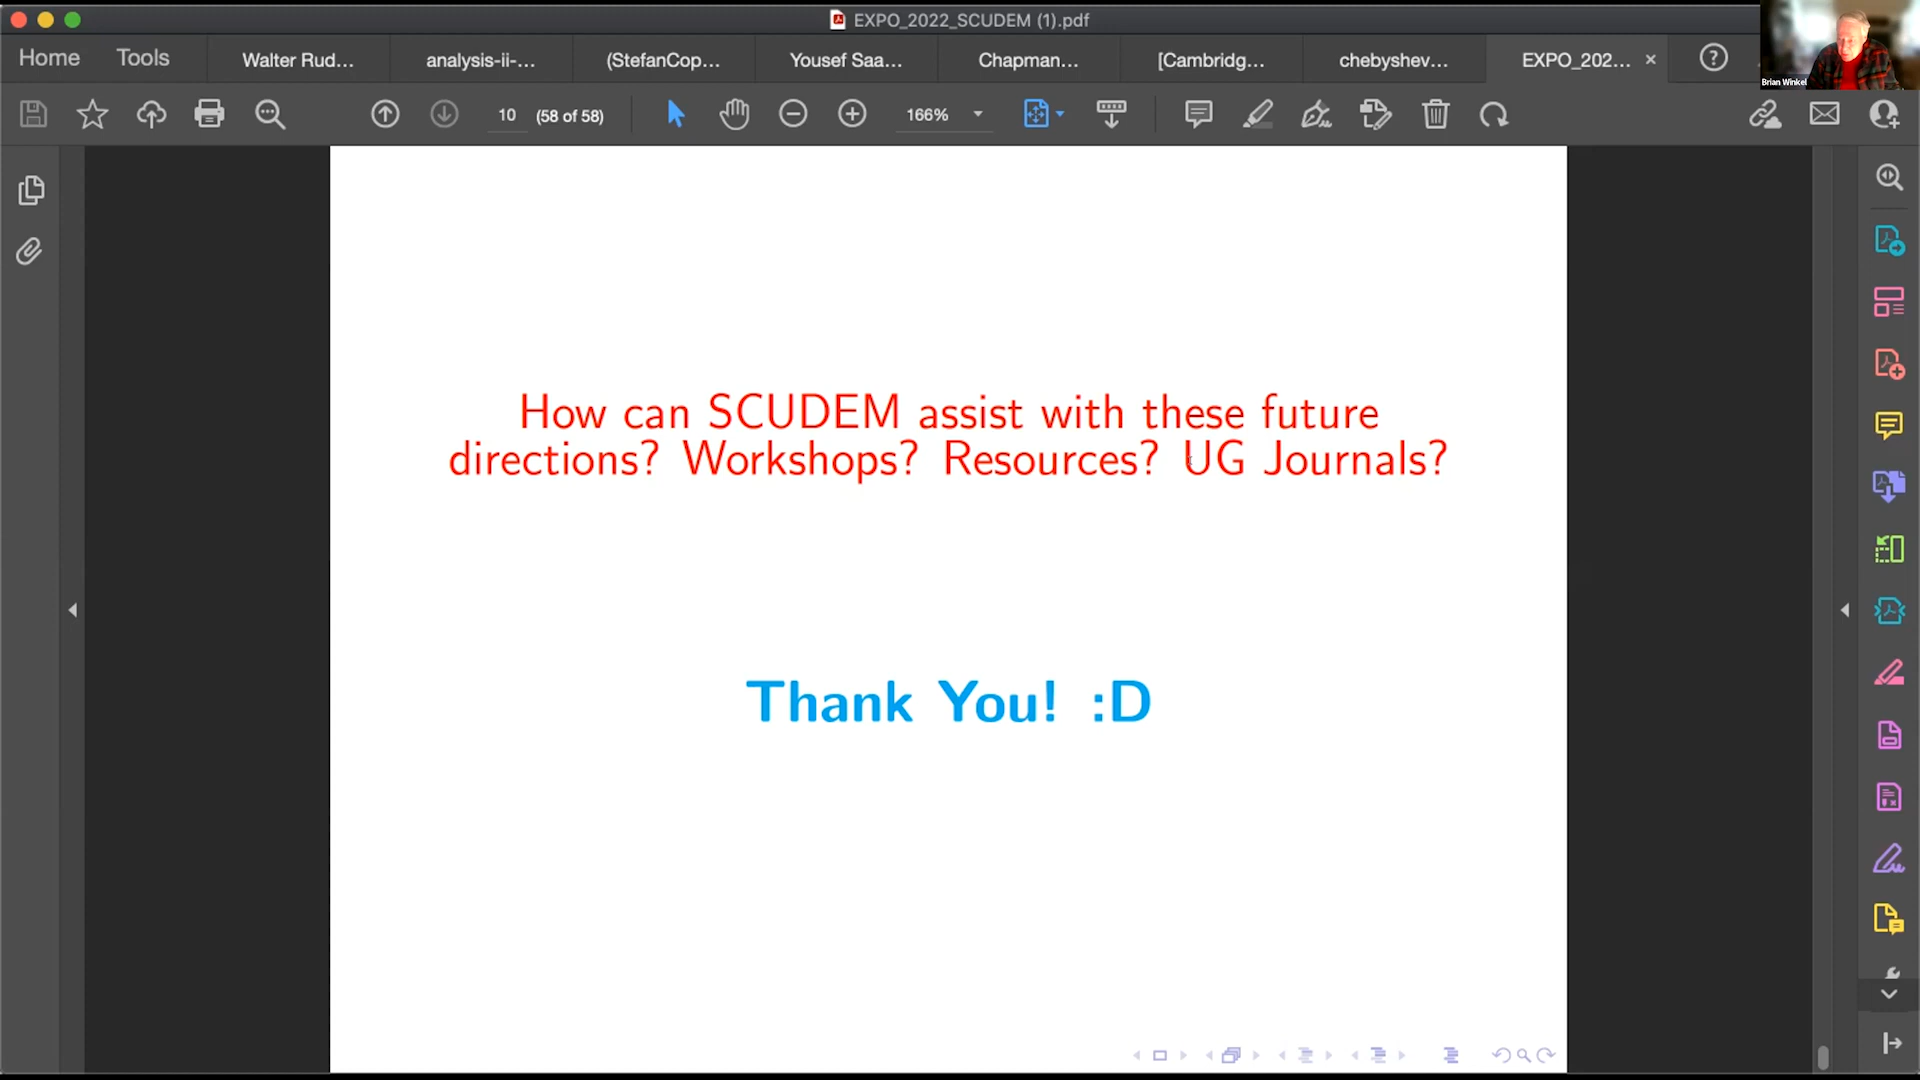 EXPO_2022_SCUDEM (1).pdf
Home Tools Walter Rud... analysis-ii-... (StefanCop... Yousef Saa... Chapman... [Cambridg... chebyshev... EXPO_202... ×
Brian Winkel
10 (58 of 58) 166%
How can SCUDEM assist with these future
directions? Workshops? Resources? UG Journals?
Thank You! :D